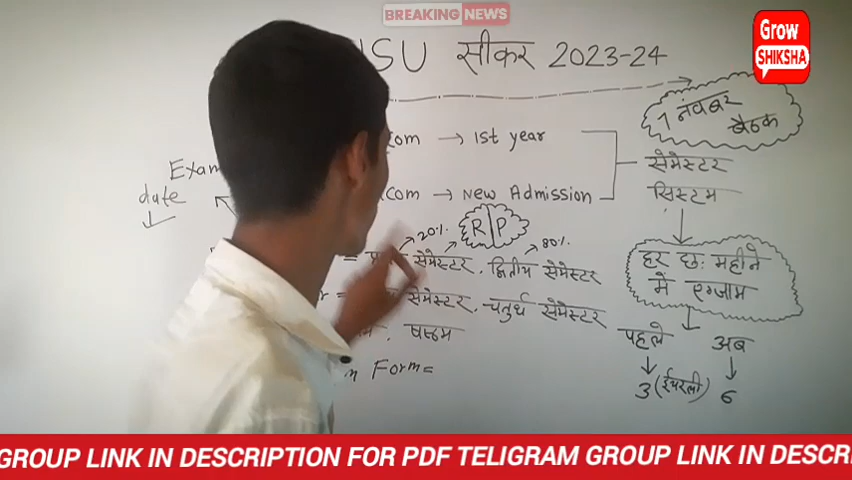 BREAKING NEWS
Grow
SHIKSHA
SU सीकर 2023-24
1 नवंबर
बैठक
com → 1st year
Exam
date
.com → New Admission
सेमेस्टर
सिस्टम
R P
20% 80%
सेमेस्टर, द्वितीय सेमेस्टर
हर छः महीने
में एग्जाम
सेमेस्टर, चतुर्थ सेमेस्टर
षष्ठम
पहले अब
Form=
3 (ईयरली) 6
GROUP LINK IN DESCRIPTION FOR PDF TELIGRAM GROUP LINK IN DESCRI